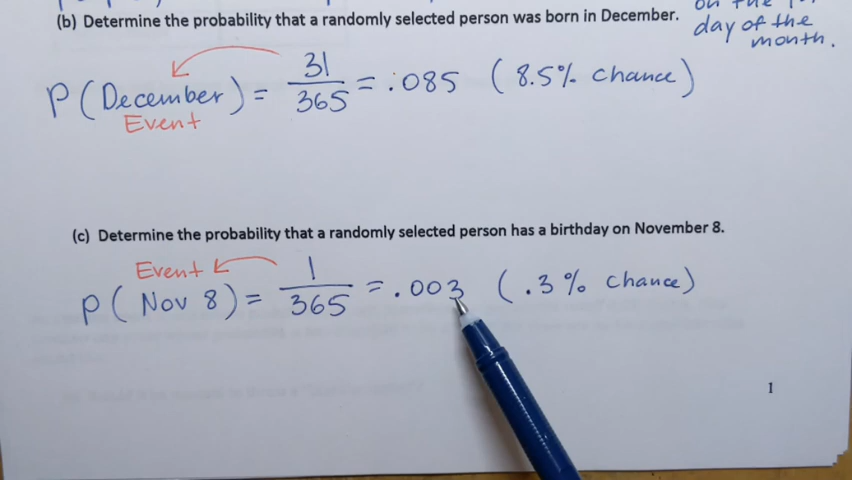 on the
(b) Determine the probability that a randomly selected person was born in December.
day of the
month.
P(December) = 31/365 = .085 (8.5% chance)
Event
(c) Determine the probability that a randomly selected person has a birthday on November 8.
Event
P(Nov 8) = 1/365 = .003 (.3% chance)
1